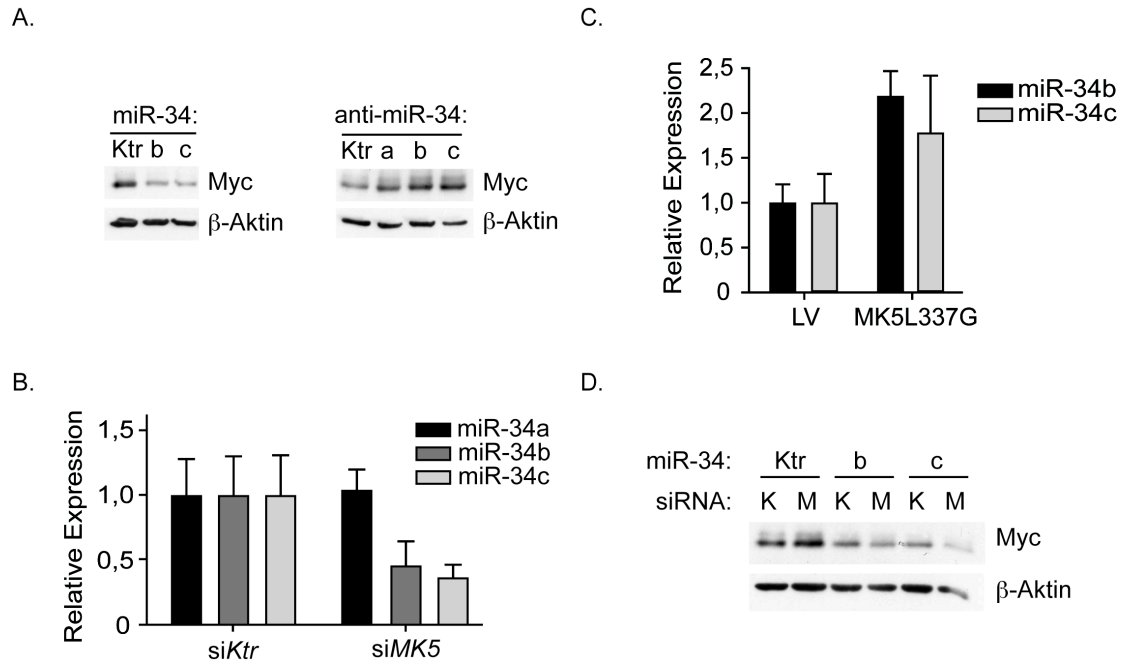 A.
miR-34:
Ktr b c
Myc
β-Aktin
anti-miR-34:
Ktr a b c
Myc
β-Aktin
C.
Relative Expression
2,5
2,0
1,5
1,0
0,5
0
miR-34b
miR-34c
LV
MK5L337G
B.
Relative Expression
1,5
1.0
0.5
0
miR-34a
miR-34b
miR-34c
siKtr
siMK5
D.
miR-34: Ktr b c
siRNA: K M K M K M
Myc
β-Aktin